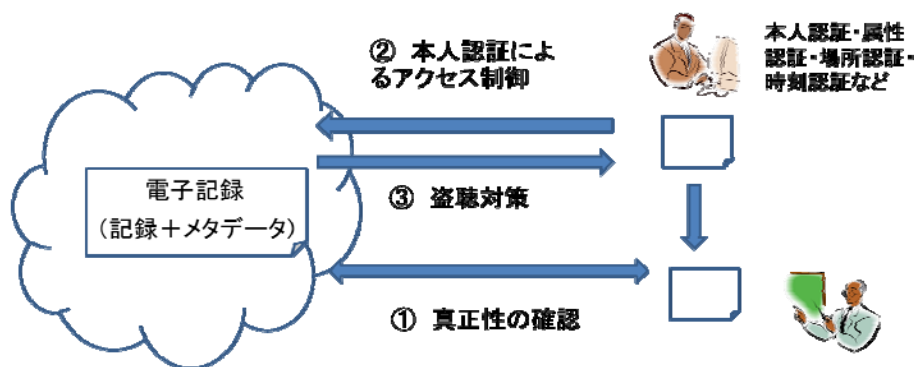 ② 本人認証によ
るアクセス制御
本人認証・属性
認証・場所認証・
時刻認証など
電子記録
（記録＋メタデータ）
③ 盗聴対策
① 真正性の確認